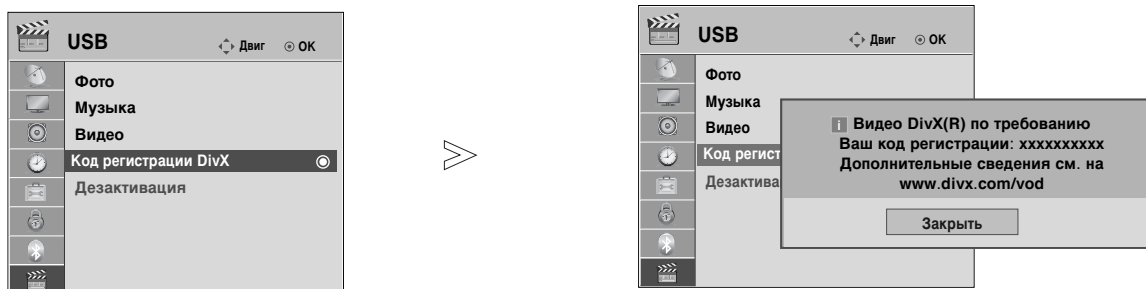 USB
Двиг
OK
Фото
Музыка
Видео
Код регистрации DivX
Дезактивация
USB
Двиг
OK
Фото
Музыка
Видео
Код регист
Дезактива
i Видео DivX(R) по требованию
Ваш код регистрации: xxxxxxxxxx
Дополнительные сведения см. на
www.divx.com/vod
Закрыть